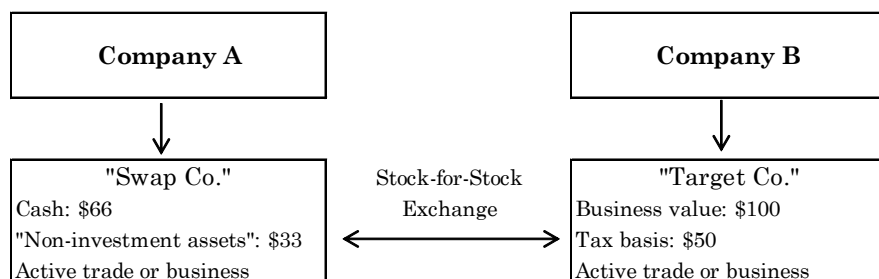 Company A
Company B
"Swap Co."
Cash: $66
"Non-investment assets": $33
Active trade or business
Stock-for-Stock
Exchange
"Target Co."
Business value: $100
Tax basis: $50
Active trade or business